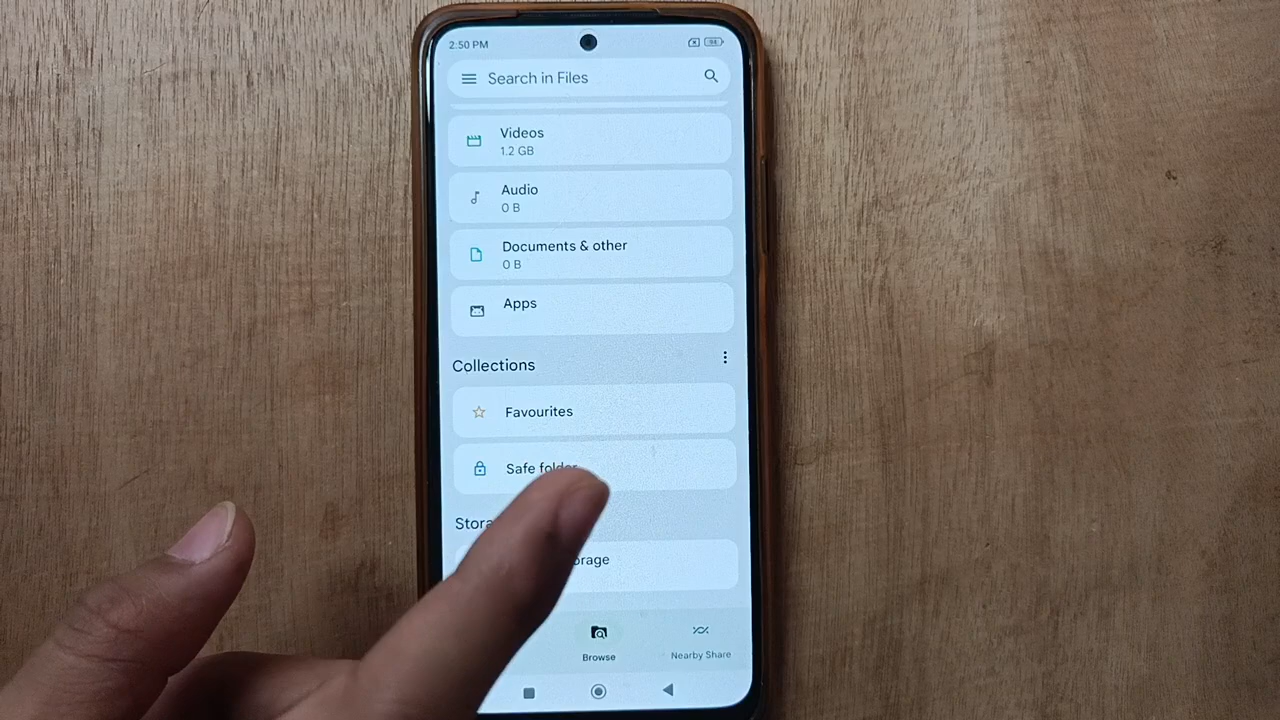 2:50 PM
94
Search in Files
Videos
1.2 GB
Audio
0 B
Documents & other
0 B
Apps
Collections
Favourites
Safe folder
Browse
Nearby Share